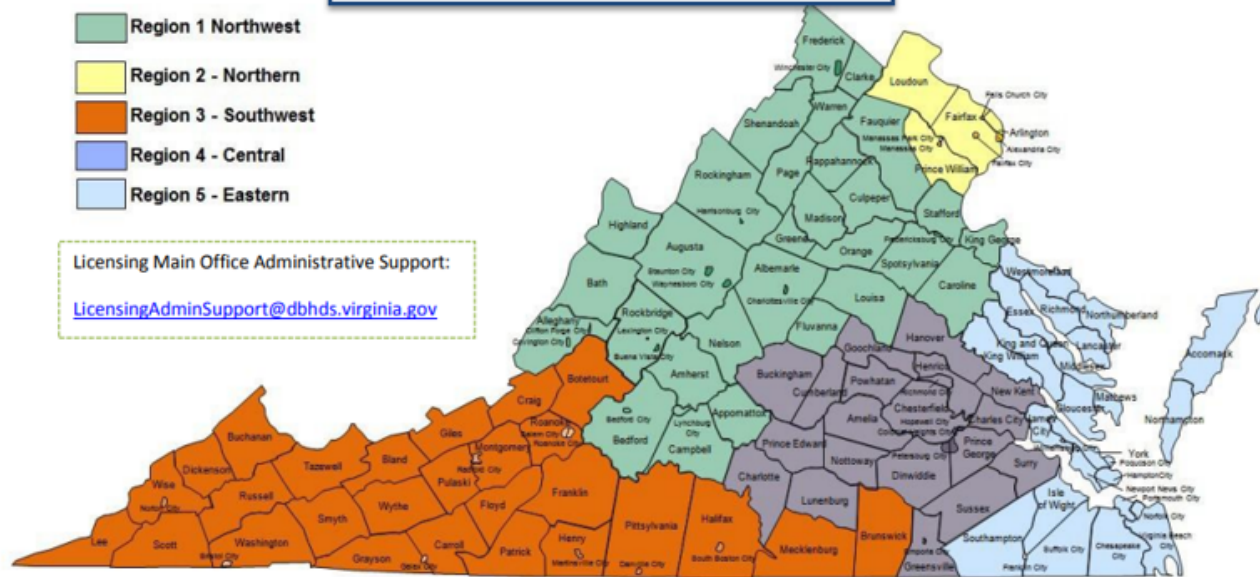 Region 1 Northwest
Region 2 - Northern
Region 3 - Southwest
Region 4 - Central
Region 5 - Eastern
Licensing Main Office Administrative Support:
LicensingAdminSupport@dbhds.virginia.gov
Frederick
Winchester City
Clarke
Loudoun
Falls Church City
Warren
Fairfax
Arlington
Shenandoah
Fauquier
Alexandria City
Manassas Park City
Manassas City
Fairfax City
Rappahannock
Prince William
Page
Rockingham
Culpeper
Harrisonburg City
Madison
Stafford
Highland
Greene
Orange
Fredericksburg City
King George
Augusta
Spotsylvania
Albemarle
Staunton City
Waynesboro City
Westmoreland
Bath
Charlottesville City
Louisa
Caroline
Essex
Richmond
Northumberland
Rockbridge
Alleghany
Clifton Forge City
Covington City
Lexington City
Fluvanna
Hanover
King and Queen
King William
Lancaster
Nelson
Goochland
Accomack
Buena Vista City
Middlesex
Henrico
Amherst
Buckingham
Powhatan
Cumberland
Richmond City
New Kent
Mathews
Botetourt
Craig
Gloucester
Chesterfield
Bedford City
Appomattox
Amelia
Hopewell City
Charles City
James City
Northampton
Roanoke
Salem City
Roanoke City
Lynchburg City
Colonial Heights City
Giles
Buchanan
Montgomery
Bedford
Campbell
Prince Edward
Prince George
York
Petersburg City
Poquoson City
Nottoway
Bland
Tazewell
Dickenson
Radford City
Surry
Hampton City
Dinwiddie
Charlotte
Newport News City
Portsmouth City
Wise
Pulaski
Franklin
Isle of Wight
Russell
Lunenburg
Norton City
Wythe
Floyd
Sussex
Norfolk City
Smyth
Pittsylvania
Halifax
Brunswick
Southampton
Virginia Beach City
Lee
Scott
Washington
Carroll
Henry
Mecklenburg
Emporia City
Suffolk City
Chesapeake City
Grayson
Patrick
Martinsville City
South Boston City
Bristol City
Galax City
Danville City
Greensville
Franklin City